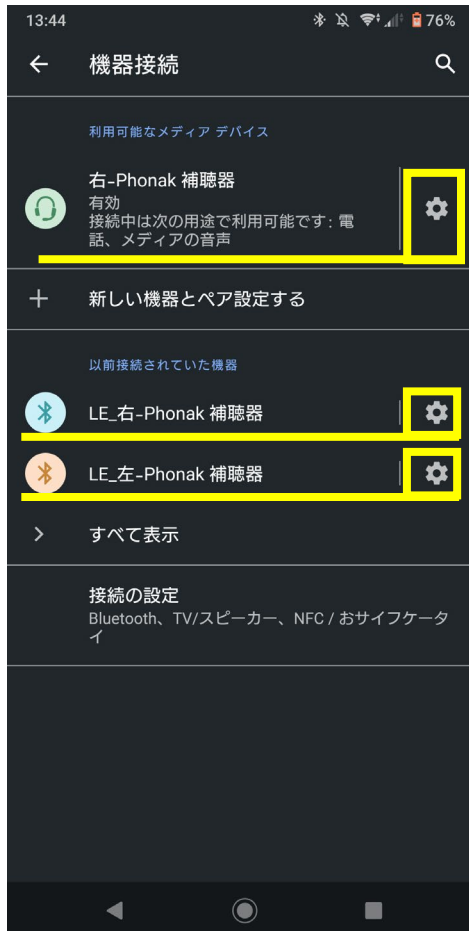 13:44
76%
機器接続
利用可能なメディア デバイス
右-Phonak 補聴器
有効
接続中は次の用途で利用可能です: 電
話、メディアの音声
新しい機器とペア設定する
以前接続されていた機器
LE_右-Phonak 補聴器
LE_左-Phonak 補聴器
すべて表示
接続の設定
Bluetooth、TV/スピーカー、NFC / おサイフケータ
イ